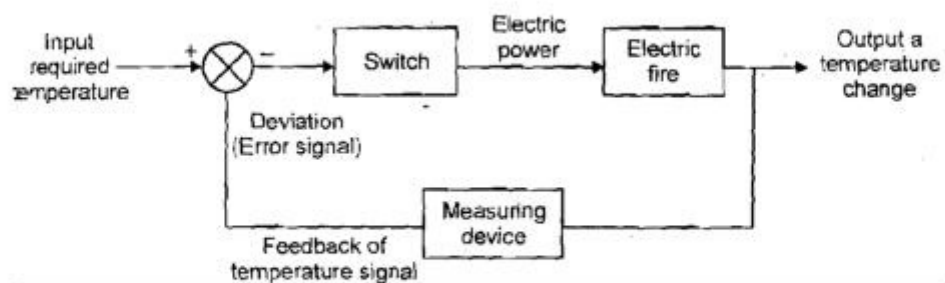 Input
required
temperature
+
−
Switch
Electric
power
Electric
fire
Output a
temperature
change
Deviation
(Error signal)
Measuring
device
Feedback of
temperature signal